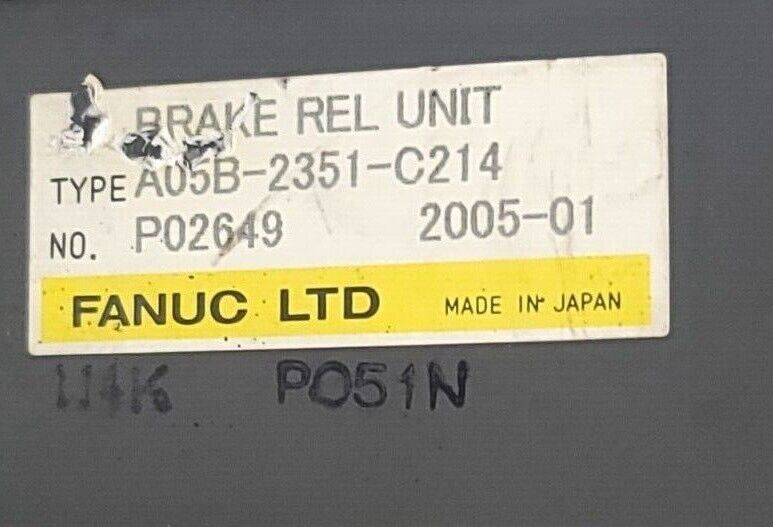 BRAKE REL UNIT
TYPE A05B-2351-C214
NO. P02649 2005-01
FANUC LTD MADE IN JAPAN
P051N